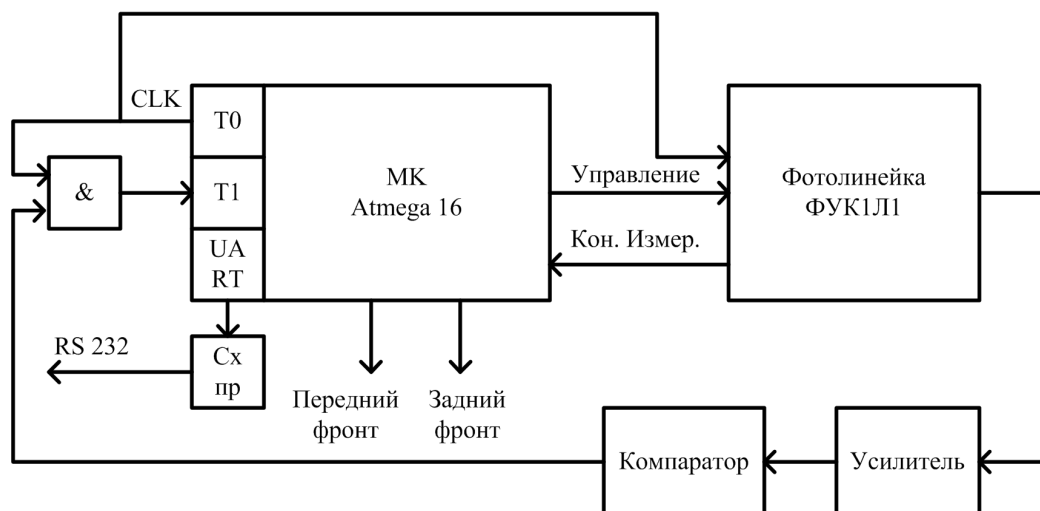 CLK
T0
&
T1
МК
Atmega 16
Управление
Фотолинейка
ФУК1Л1
Кон. Измер.
UA
RT
RS 232
Сх
пр
Передний
фронт
Задний
фронт
Компаратор
Усилитель